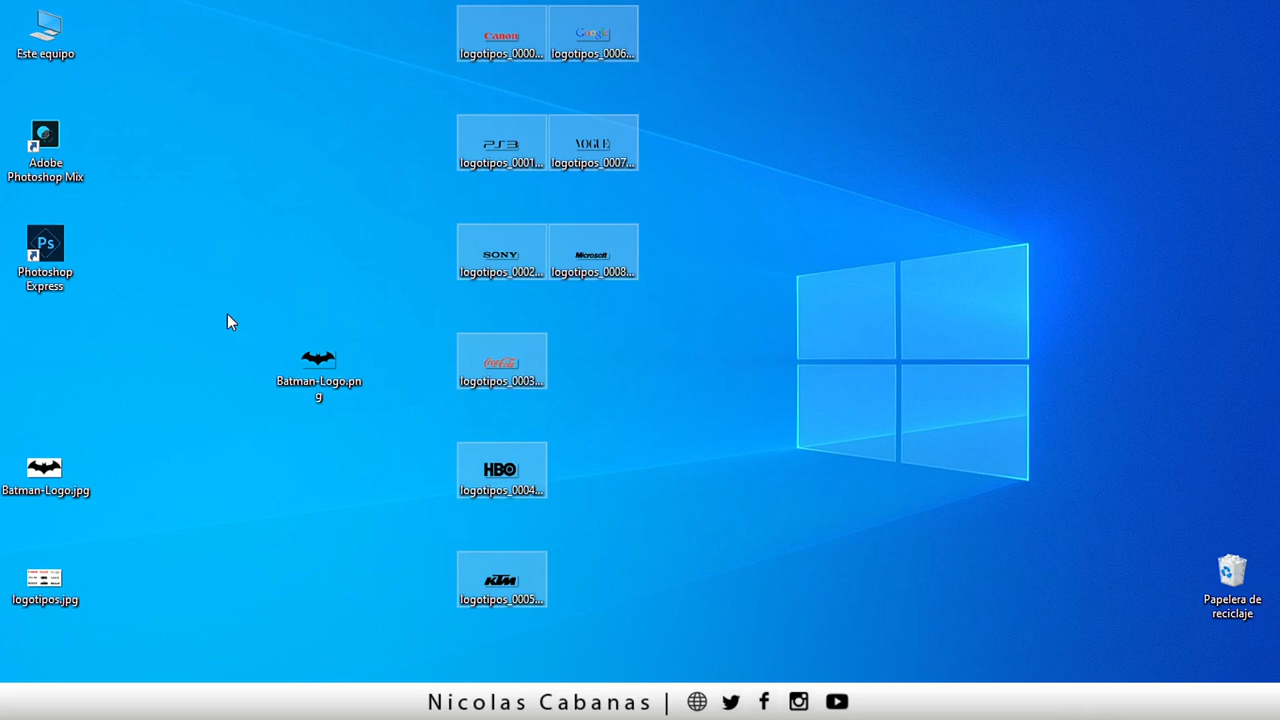 Este equipo
Adobe
Photoshop Mix
Ps
Photoshop
Express
Batman-Logo.jpg
logotipos.jpg
Batman-Logo.pn
g
Canon
logotipos_0000...
PS3
logotipos_0001...
SONY
logotipos_0002...
Coca-Cola
logotipos_0003...
HBO
logotipos_0004...
KTM
logotipos_0005...
Google
logotipos_0006...
VOGUE
logotipos_0007...
Microsoft
logotipos_0008...
Papelera de
reciclaje
Nicolas Cabanas |